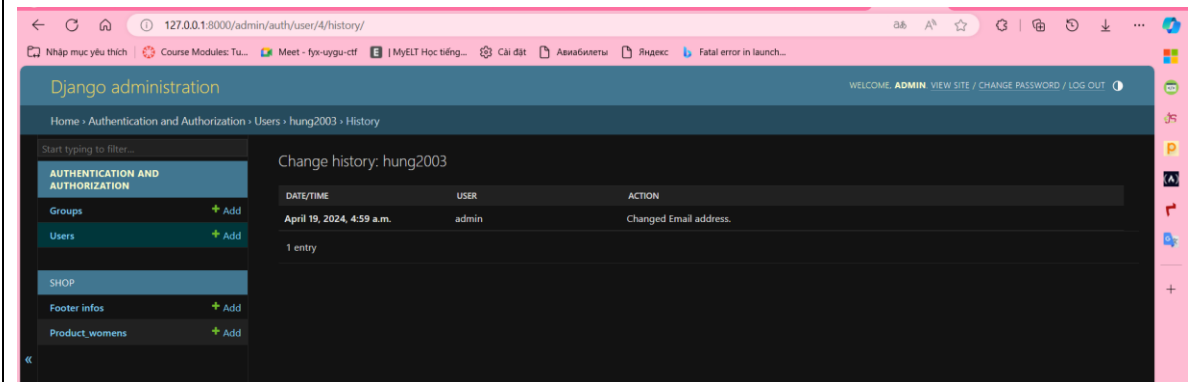 127.0.0.1:8000/admin/auth/user/4/history/
Nhập mục yêu thích Course Modules: Tu... Meet - fyx-uygu-ctf | MyELT Học tiếng... Cài đặt Авиабилеты Яндекс Fatal error in launch...
Django administration
WELCOME, ADMIN. VIEW SITE / CHANGE PASSWORD / LOG OUT
Home › Authentication and Authorization › Users › hung2003 › History
Start typing to filter...
AUTHENTICATION AND
AUTHORIZATION
Groups + Add
Users + Add
SHOP
Footer infos + Add
Product_womens + Add
«
Change history: hung2003
DATE/TIME USER ACTION
April 19, 2024, 4:59 a.m. admin Changed Email address.
1 entry